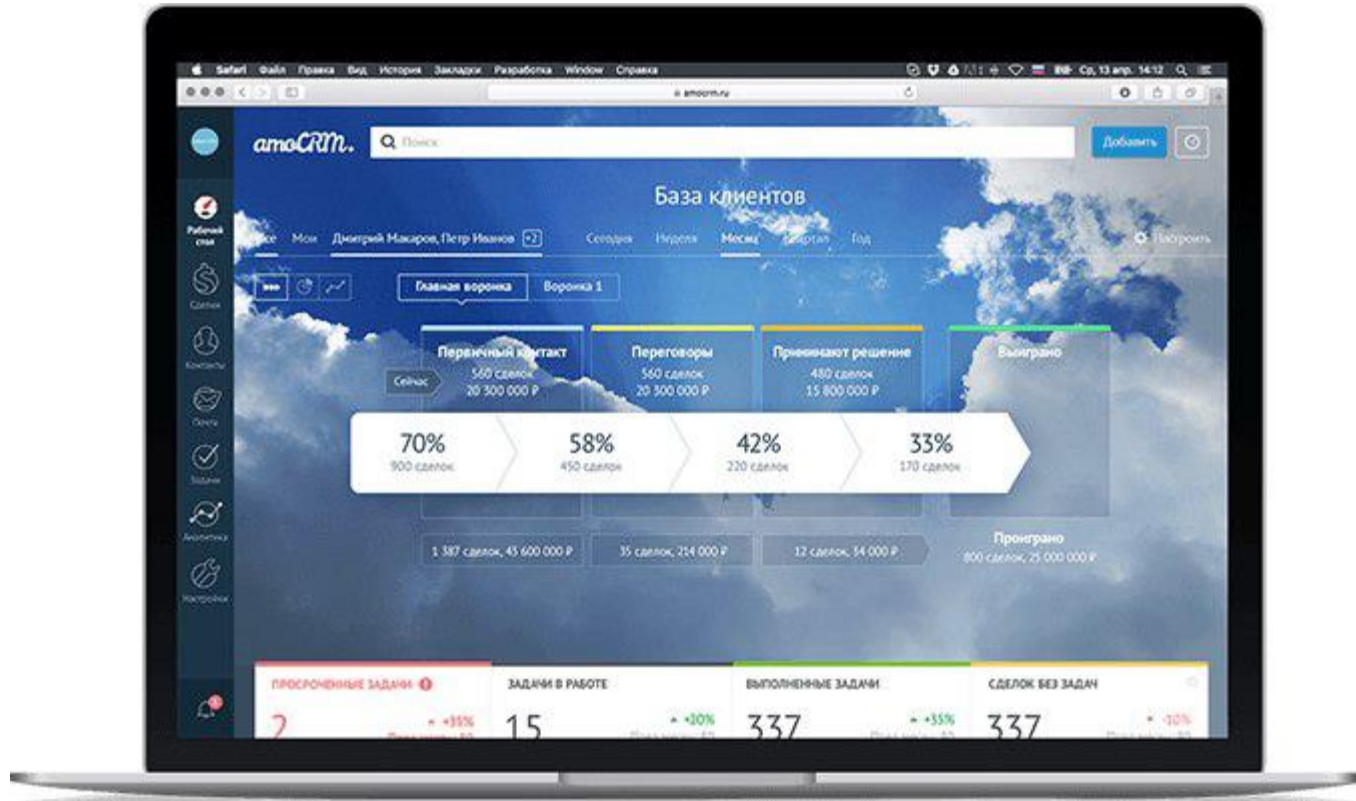 Safari Файл Правка Вид История Закладки Разработка Window Справка
Ср, 13 апр. 14:12
amocrm.ru
amoCRM.
Поиск
Добавить
База клиентов
Все Мои Дмитрий Макаров, Петр Иванов +2 Сегодня Неделя Месяц Квартал Год Настроить
Рабочий стол
Сделки
Контакты
Почта
Задачи
Аналитика
Настройки
Главная воронка Воронка 1
Первичный контакт Переговоры Принимают решение Выиграно
Сейчас
560 сделок 560 сделок 480 сделок
20 300 000 ₽ 20 300 000 ₽ 15 800 000 ₽
70% 58% 42% 33%
900 сделок 450 сделок 220 сделок 170 сделок
1 387 сделок, 43 600 000 ₽ 35 сделок, 214 000 ₽ 12 сделок, 34 000 ₽
Проиграно
800 сделок, 25 000 000 ₽
ПРОСРОЧЕННЫЕ ЗАДАЧИ ЗАДАЧИ В РАБОТЕ ВЫПОЛНЕННЫЕ ЗАДАЧИ СДЕЛОК БЕЗ ЗАДАЧ
2 +35% 15 +20% 337 +35% 337 -10%